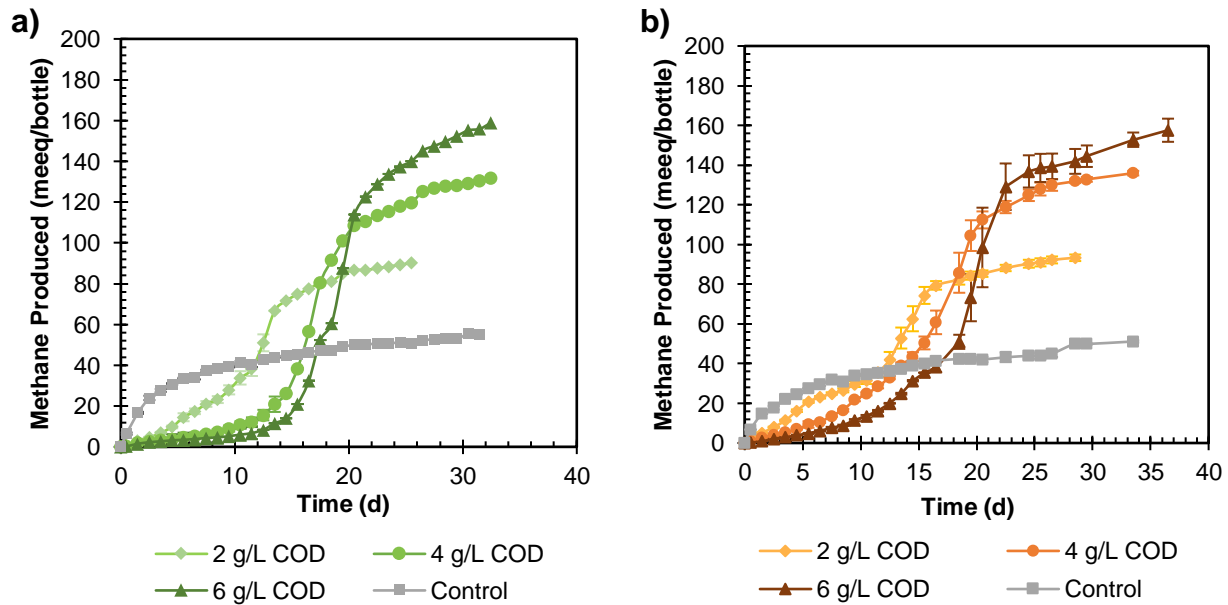 a)
Methane Produced (meeq/bottle)
200
180
160
140
120
100
80
60
40
20
0
0 10 20 30 40
Time (d)
2 g/L COD 4 g/L COD
6 g/L COD Control
b)
Methane Produced (meeq/bottle)
200
180
160
140
120
100
80
60
40
20
0
0 5 10 15 20 25 30 35 40
Time (d)
2 g/L COD 4 g/L COD
6 g/L COD Control